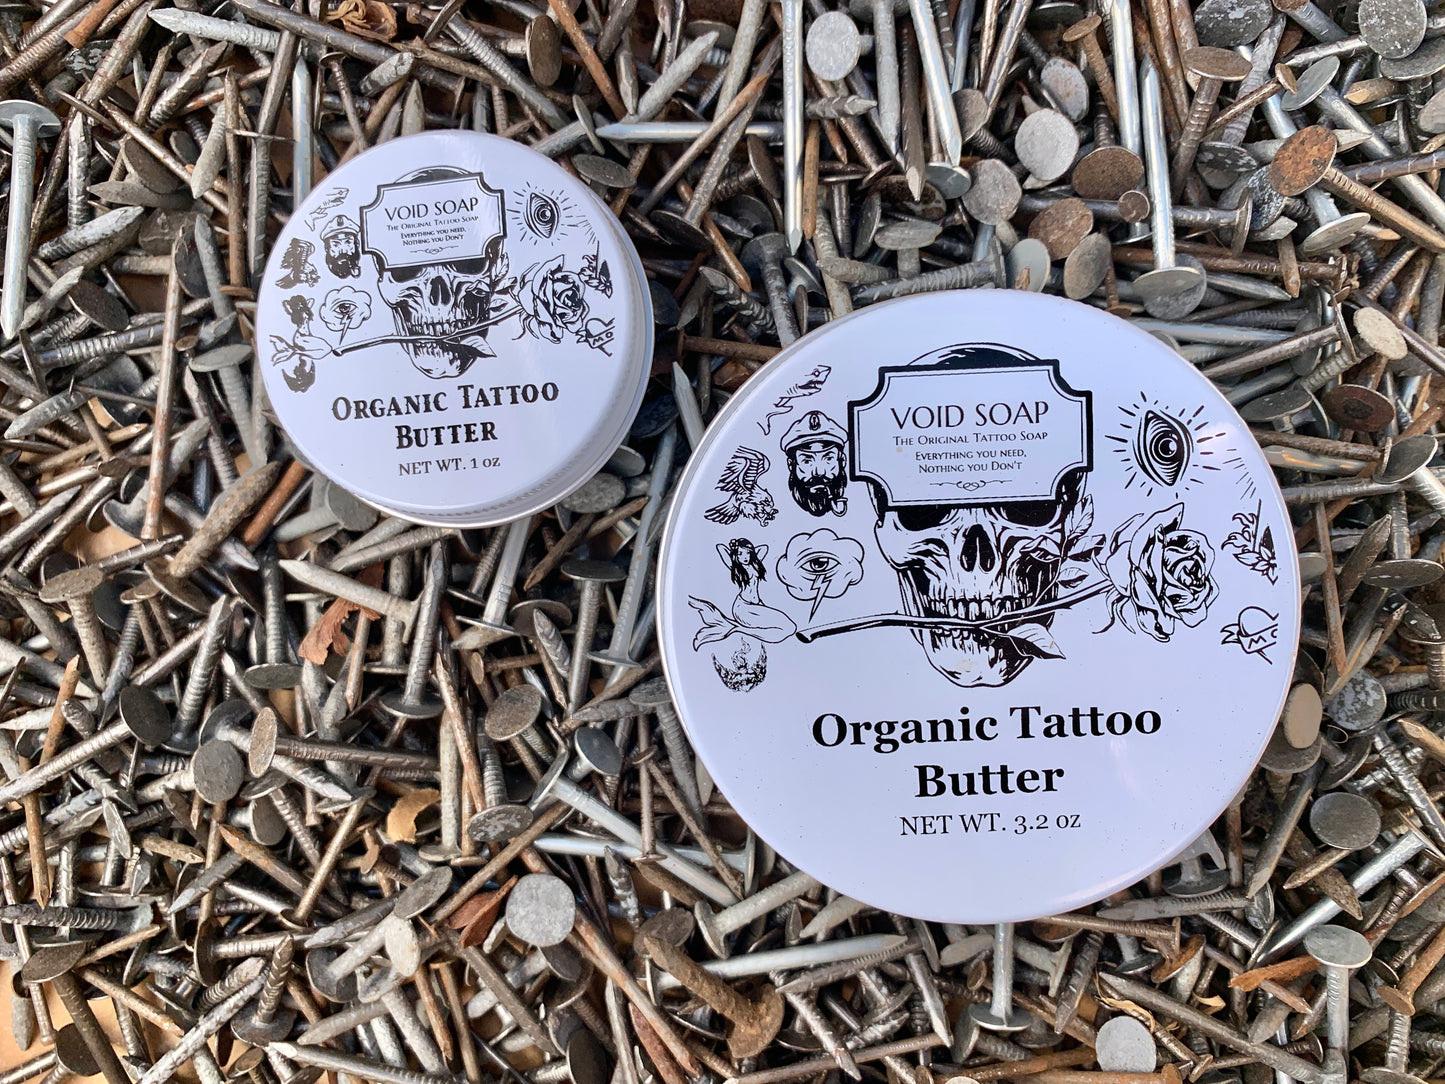 VOID SOAP
The Original Tattoo Soap
Everything you need,
Nothing you Don't
Organic Tattoo
Butter
NET WT. 1 oz
VOID SOAP
The Original Tattoo Soap
Everything you need,
Nothing you Don't
Organic Tattoo
Butter
NET WT. 3.2 oz